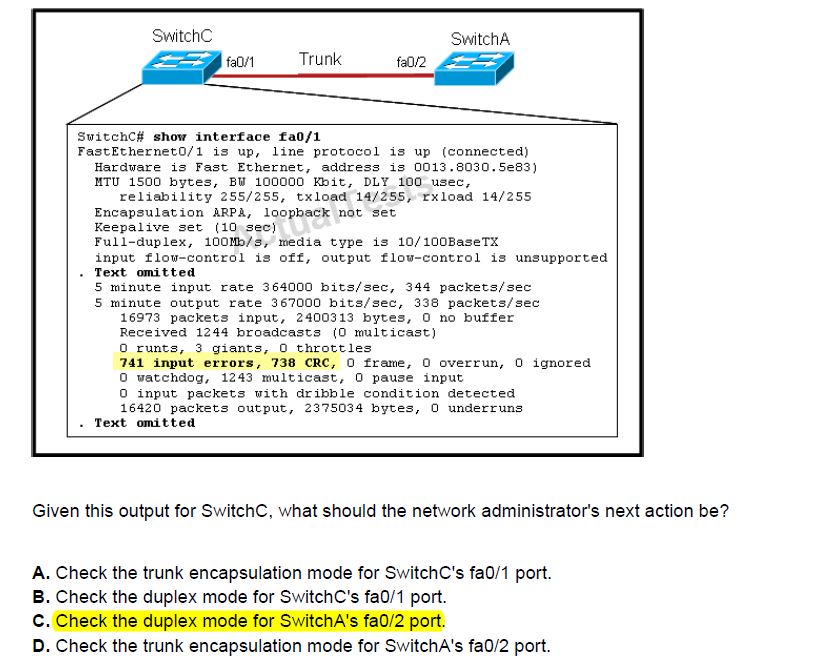 SwitchC
SwitchA
fa0/1
Trunk
fa0/2
SwitchC# show interface fa0/1
FastEthernet0/1 is up, line protocol is up (connected)
Hardware is Fast Ethernet, address is 0013.8030.5e83)
MTU 1500 bytes, BW 100000 Kbit, DLY 100 usec,
reliability 255/255, txload 14/255, rxload 14/255
Encapsulation ARPA, loopback not set
Keepalive set (10 sec)
Full-duplex, 100Mb/s, media type is 10/100BaseTX
input flow-control is off, output flow-control is unsupported
. Text omitted
5 minute input rate 364000 bits/sec, 344 packets/sec
5 minute output rate 367000 bits/sec, 338 packets/sec
16973 packets input, 2400313 bytes, 0 no buffer
Received 1244 broadcasts (0 multicast)
0 runts, 3 giants, 0 throttles
741 input errors, 738 CRC, 0 frame, 0 overrun, 0 ignored
0 watchdog, 1243 multicast, 0 pause input
0 input packets with dribble condition detected
16420 packets output, 2375034 bytes, 0 underruns
. Text omitted
ActualTests
Given this output for SwitchC, what should the network administrator's next action be?
A. Check the trunk encapsulation mode for SwitchC's fa0/1 port.
B. Check the duplex mode for SwitchC's fa0/1 port.
C. Check the duplex mode for SwitchA's fa0/2 port.
D. Check the trunk encapsulation mode for SwitchA's fa0/2 port.